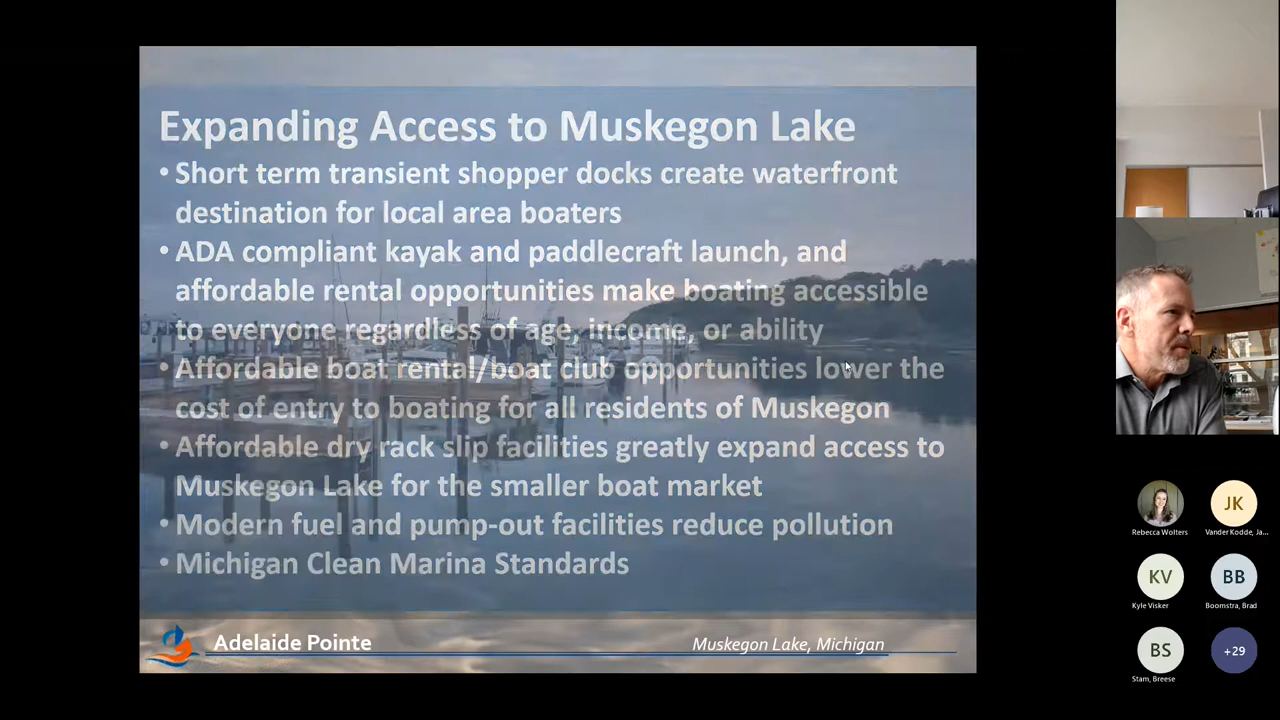 Expanding Access to Muskegon Lake
• Short term transient shopper docks create waterfront
destination for local area boaters
• ADA compliant kayak and paddlecraft launch, and
affordable rental opportunities make boating accessible
to everyone regardless of age, income, or ability
• Affordable boat rental/boat club opportunities lower the
cost of entry to boating for all residents of Muskegon
• Affordable dry rack slip facilities greatly expand access to
Muskegon Lake for the smaller boat market
• Modern fuel and pump-out facilities reduce pollution
• Michigan Clean Marina Standards
Adelaide Pointe
Muskegon Lake, Michigan
JK
Rebecca Wolters
Vander Kodde, Ja...
KV
BB
Kyle Visker
Boomstra, Brad
BS
+29
Stam, Breese